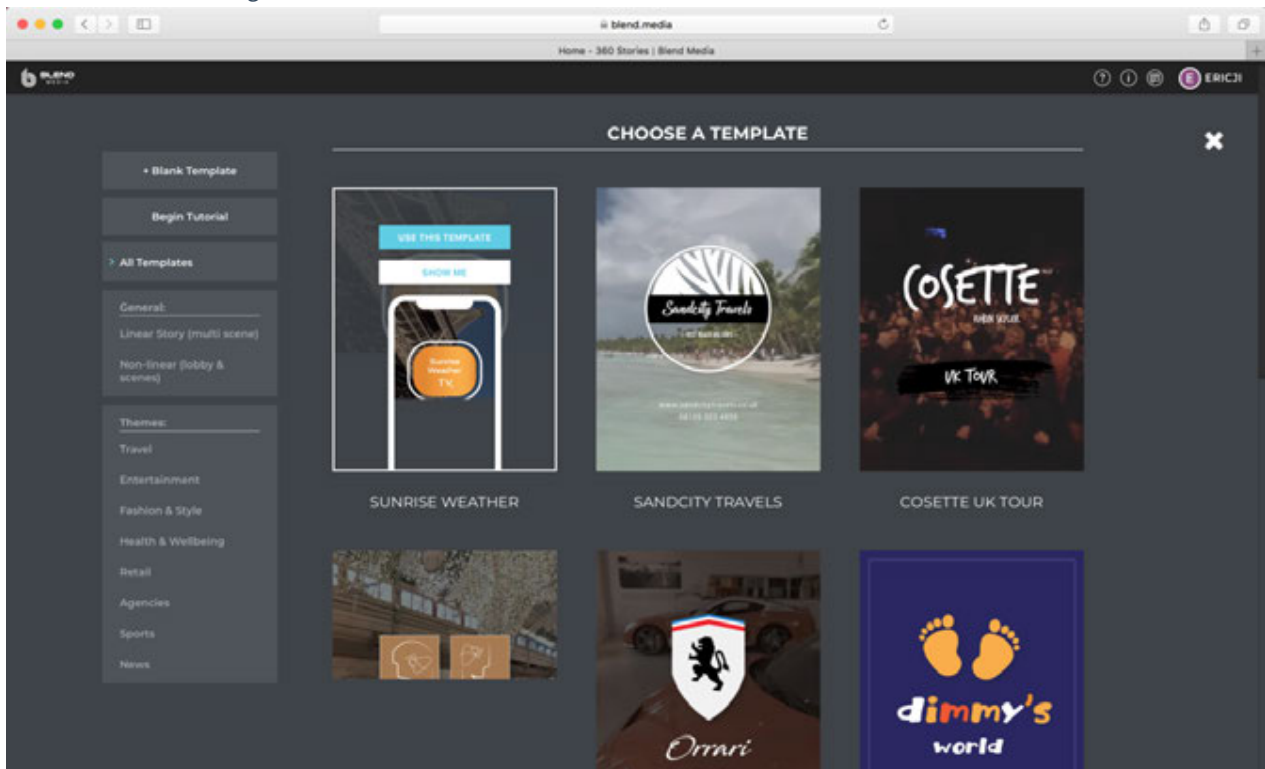 blend.media
Home - 360 Stories | Blend Media
BLEND
MEDIA
E ERICJI
CHOOSE A TEMPLATE
+ Blank Template
Begin Tutorial
> All Templates
General:
Linear Story (multi scene)
Non-linear (lobby &
scenes)
Themes:
Travel
Entertainment
Fashion & Style
Health & Wellbeing
Retail
Agencies
Sports
News
USE THIS TEMPLATE
SHOW ME
Sunrise
Weather
TV
SUNRISE WEATHER
Sandcity Travels
SANDCITY TRAVELS
COSETTE
UK TOUR
COSETTE UK TOUR
Orrari
dimmy's
world